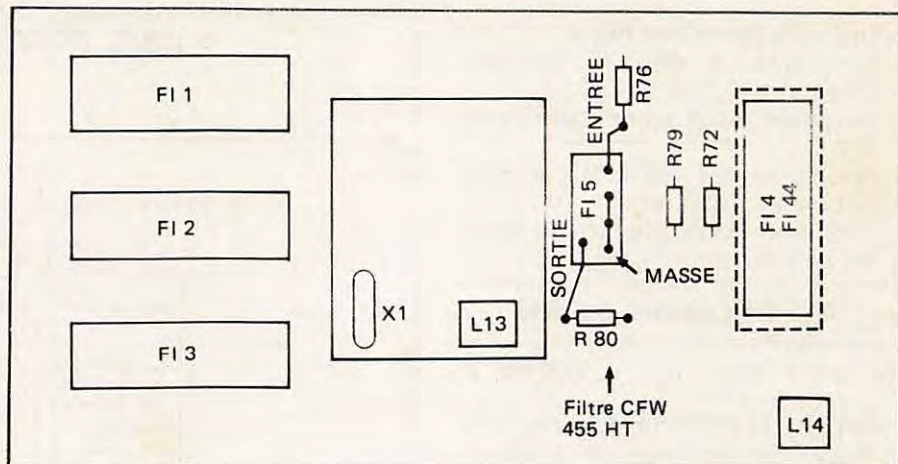 FI 1
FI 2
FI 3
X1
L13
ENTREE
R76
FI 5
SORTIE
MASSE
R 80
R79
R72
FI 4
FI 44
Filtre CFW
455 HT
L14